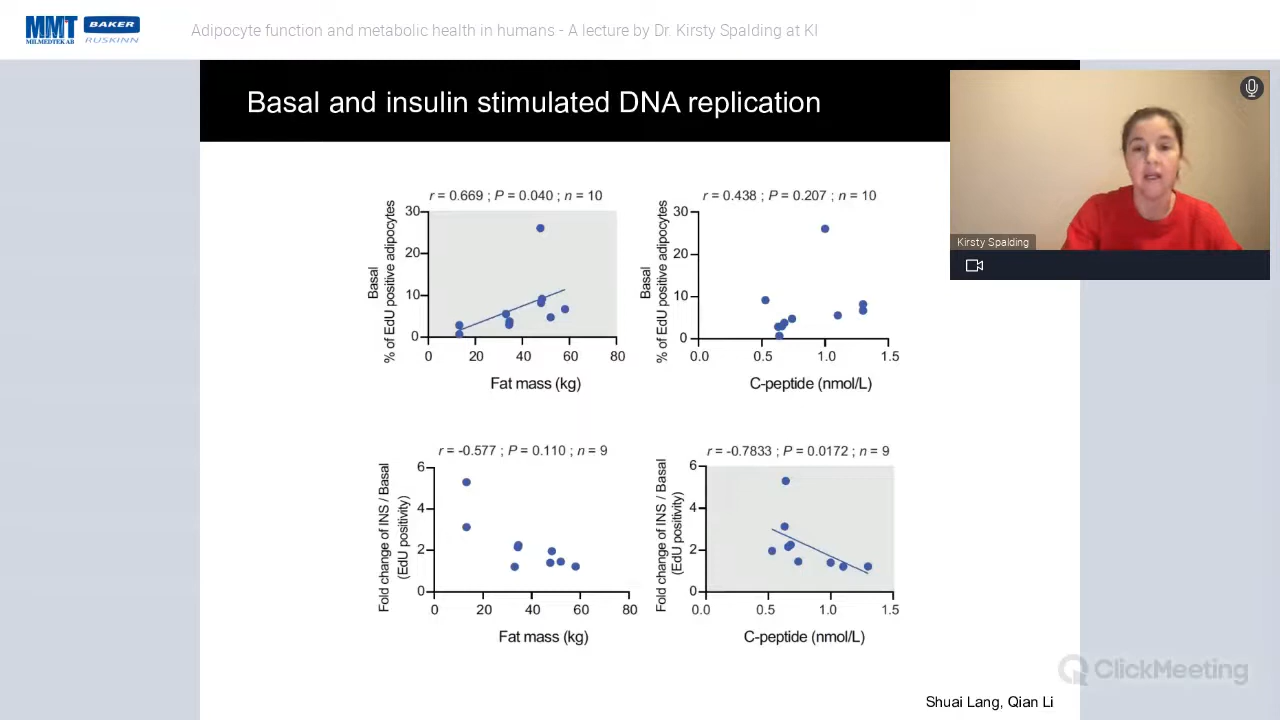 MMT
MILMEDTEK AB
BAKER
RUSKINN
Adipocyte function and metabolic health in humans - A lecture by Dr. Kirsty Spalding at KI
Basal and insulin stimulated DNA replication
Kirsty Spalding
r = 0.669 ; P = 0.040 ; n = 10
Basal
% of EdU positive adipocytes
30
20
10
0
0 20 40 60 80
Fat mass (kg)
r = 0.438 ; P = 0.207 ; n = 10
Basal
% of EdU positive adipocytes
30
20
10
0
0.0 0.5 1.0 1.5
C-peptide (nmol/L)
r = -0.577 ; P = 0.110 ; n = 9
Fold change of INS / Basal
(EdU positivity)
6
4
2
0
0 20 40 60 80
Fat mass (kg)
r = -0.7833 ; P = 0.0172 ; n = 9
Fold change of INS / Basal
(EdU positivity)
6
4
2
0
0.0 0.5 1.0 1.5
C-peptide (nmol/L)
ClickMeeting
Shuai Lang, Qian Li